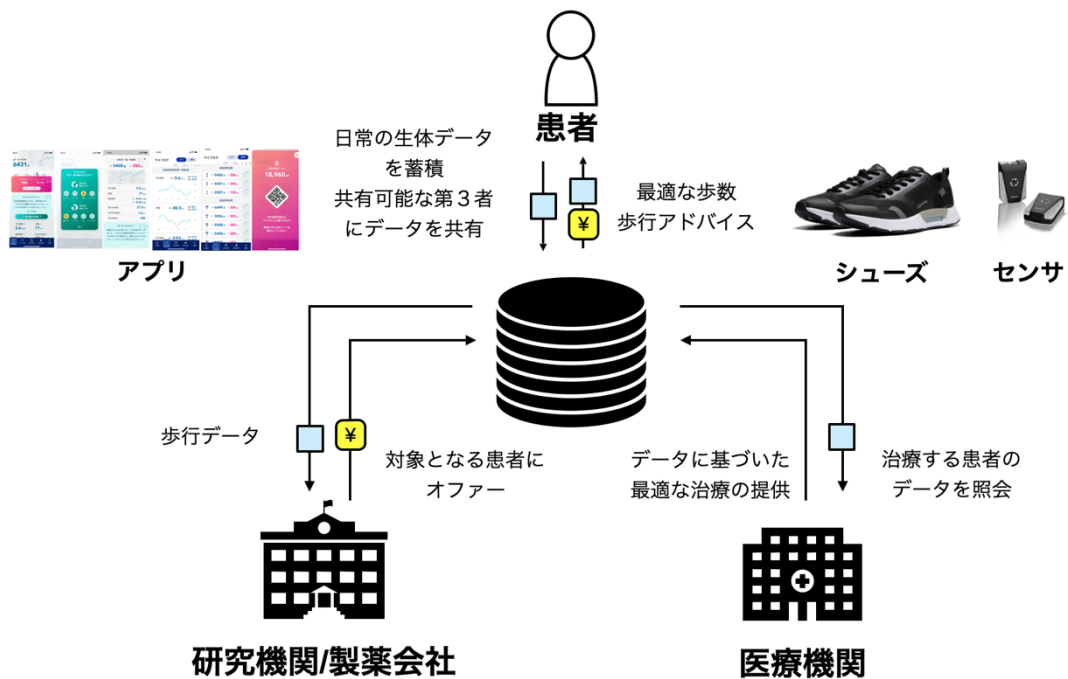 患者
日常の生体データ
を蓄積
共有可能な第３者
にデータを共有
最適な歩数
歩行アドバイス
¥
6431
18,960
アプリ
シューズ
センサ
歩行データ
¥
対象となる患者に
オファー
データに基づいた
最適な治療の提供
治療する患者の
データを照会
研究機関/製薬会社
医療機関